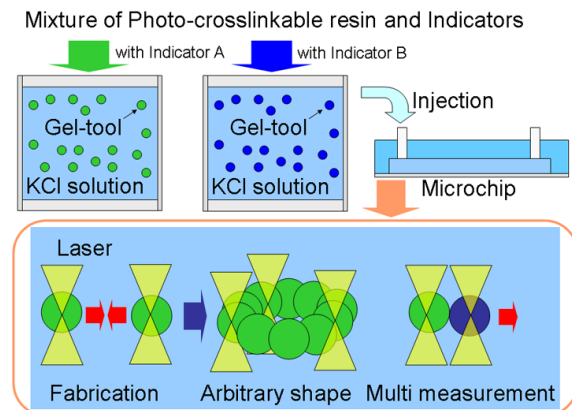 Mixture of Photo-crosslinkable resin and Indicators
with Indicator A
with Indicator B
Gel-tool
KCl solution
Gel-tool
KCl solution
Injection
Microchip
Laser
Fabrication
Arbitrary shape
Multi measurement